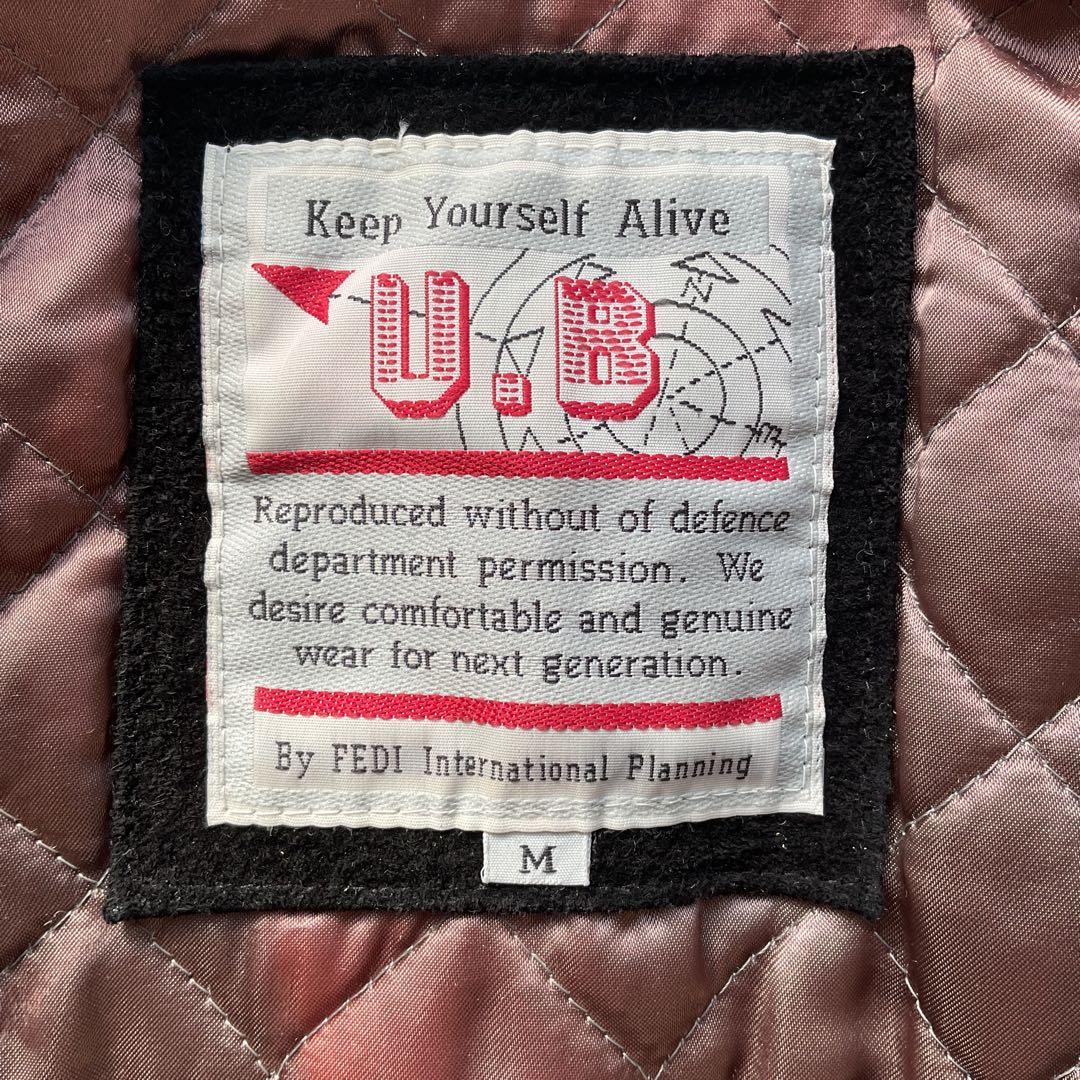 Keep Yourself Alive
U.B
N
Reproduced without of defence
department permission. We
desire comfortable and genuine
wear for next generation.
By FEDI International Planning
M